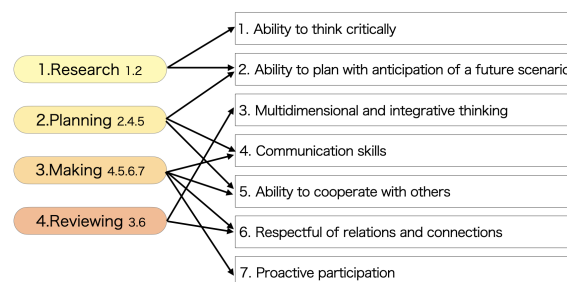 1.Research 1.2
2.Planning 2.4.5
3.Making 4.5.6.7
4.Reviewing 3.6
1. Ability to think critically
2. Ability to plan with anticipation of a future scenaric
3. Multidimensional and integrative thinking
4. Communication skills
5. Ability to cooperate with others
6. Respectful of relations and connections
7. Proactive participation